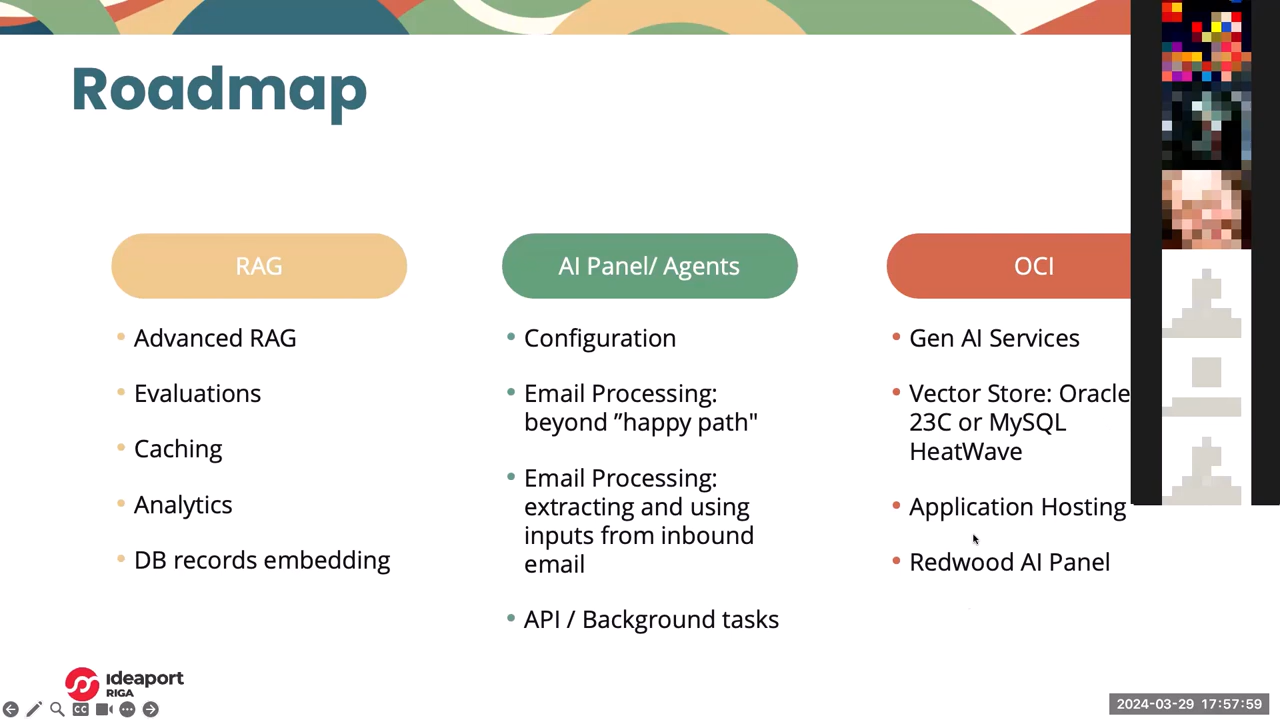 Roadmap
RAG
• Advanced RAG
• Evaluations
• Caching
• Analytics
• DB records embedding
AI Panel/ Agents
• Configuration
• Email Processing:
beyond ”happy path"
• Email Processing:
extracting and using
inputs from inbound
email
• API / Background tasks
OCI
• Gen AI Services
• Vector Store: Oracle
23C or MySQL
HeatWave
• Application Hosting
• Redwood AI Panel
ideaport
RIGA
CC
2024-03-29 17:57:59